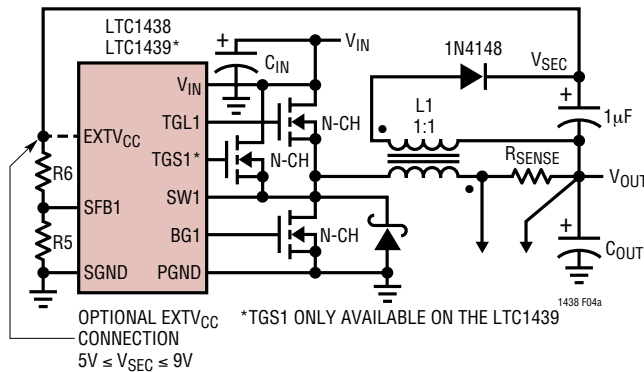 LTC1438
LTC1439*
+
C_IN
V_IN
1N4148
V_SEC
V_IN
TGL1
N-CH
L1
1:1
+
1µF
EXTV_CC
TGS1*
N-CH
R_SENSE
R6
V_OUT
SFB1
SW1
R5
BG1
N-CH
+
C_OUT
SGND
PGND
1438 F04a
OPTIONAL EXTV_CC
CONNECTION
5V ≤ V_SEC ≤ 9V
*TGS1 ONLY AVAILABLE ON THE LTC1439